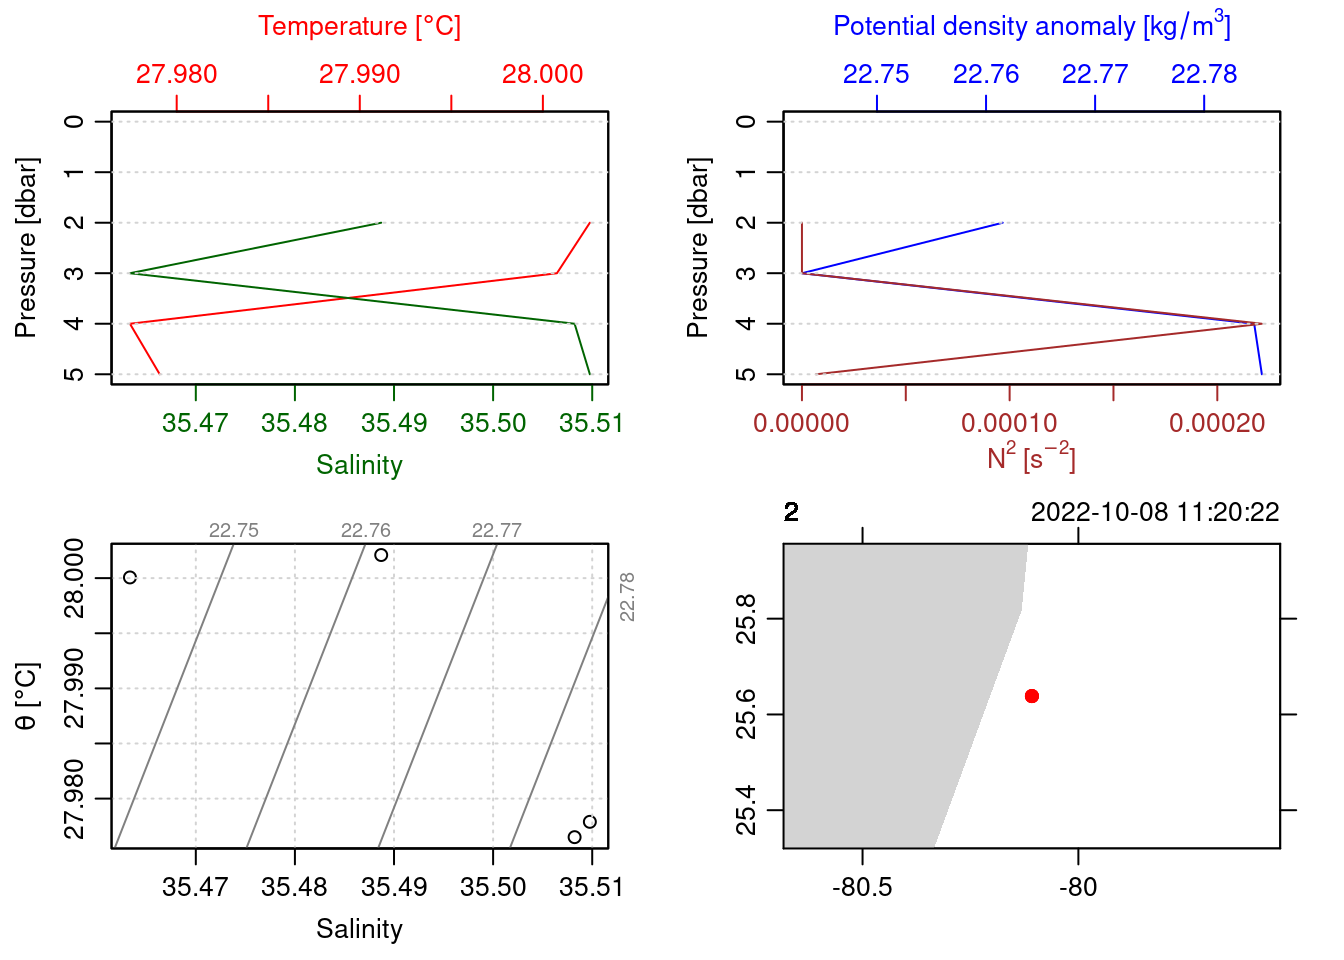 Temperature [°C]
27.980 27.990 28.000
Pressure [dbar]
0
1
2
3
4
5
35.47 35.48 35.49 35.50 35.51
Salinity
Potential density anomaly [kg/m³]
22.75 22.76 22.77 22.78
Pressure [dbar]
0
1
2
3
4
5
0.00000 0.00010 0.00020
N² [s⁻²]
22.75 22.76 22.77
22.78
θ [°C]
28.000
27.990
27.980
35.47 35.48 35.49 35.50 35.51
Salinity
2 2022-10-08 11:20:22
25.8
25.6
25.4
-80.5 -80